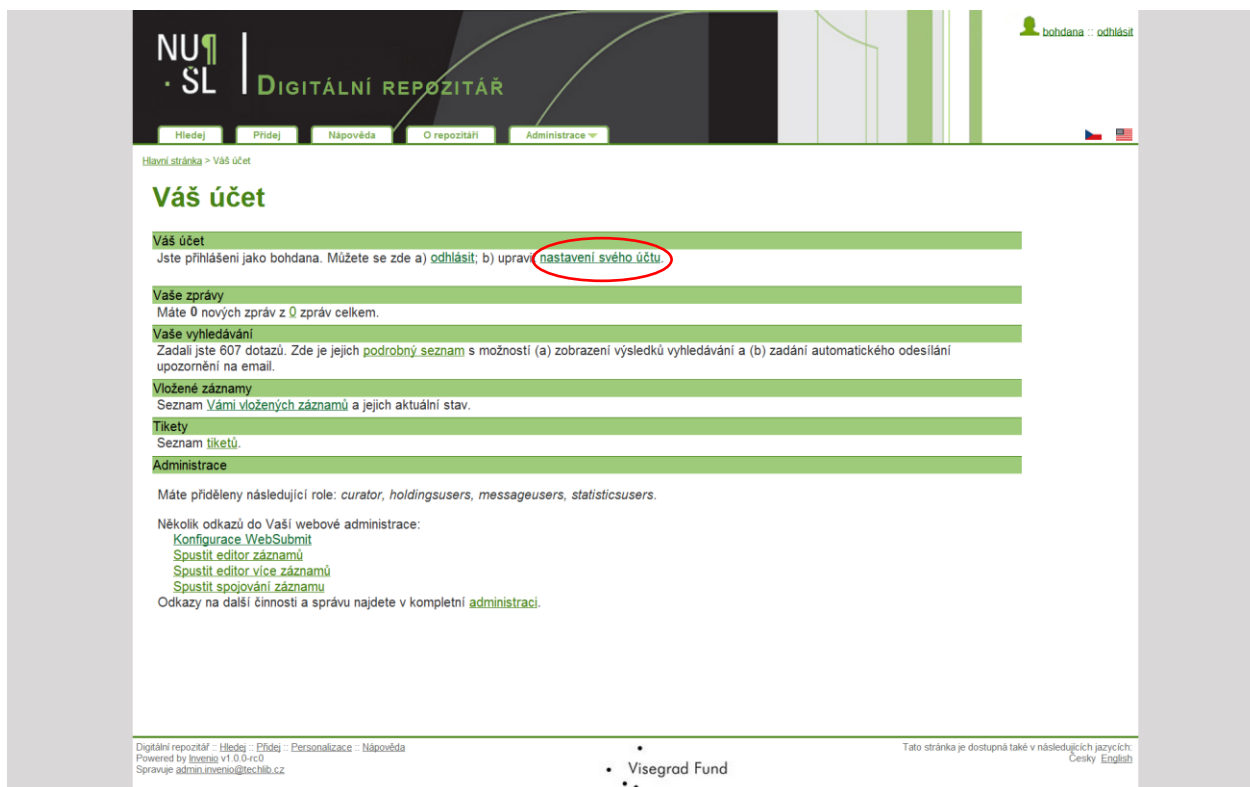 NU¶
· ŠL
DIGITÁLNÍ REPOZITÁŘ
bohdana :: odhlásit
Hledej Přidej Nápověda O repozitáři Administrace
Hlavní stránka > Váš účet
Váš účet
Váš účet
Jste přihlášeni jako bohdana. Můžete se zde a) odhlásit; b) upravit nastavení svého účtu.
Vaše zprávy
Máte 0 nových zpráv z 0 zpráv celkem.
Vaše vyhledávání
Zadali jste 607 dotazů. Zde je jejich podrobný seznam s možností (a) zobrazení výsledků vyhledávání a (b) zadání automatického odesílání
upozornění na email.
Vložené záznamy
Seznam Vámi vložených záznamů a jejich aktuální stav.
Tikety
Seznam tiketů.
Administrace
Máte přiděleny následující role: curator, holdingsusers, messageusers, statisticsusers.
Několik odkazů do Vaší webové administrace:
Konfigurace WebSubmit
Spustit editor záznamů
Spustit editor více záznamů
Spustit spojování záznamu
Odkazy na další činnosti a správu najdete v kompletní administraci.
Digitální repozitář :: Hledej :: Přidej :: Personalizace :: Nápověda
Powered by Invenio v1.0.0-rc0
Spravuje admin.invenio@techlib.cz
Visegrad Fund
Tato stránka je dostupná také v následujících jazycích:
Česky English